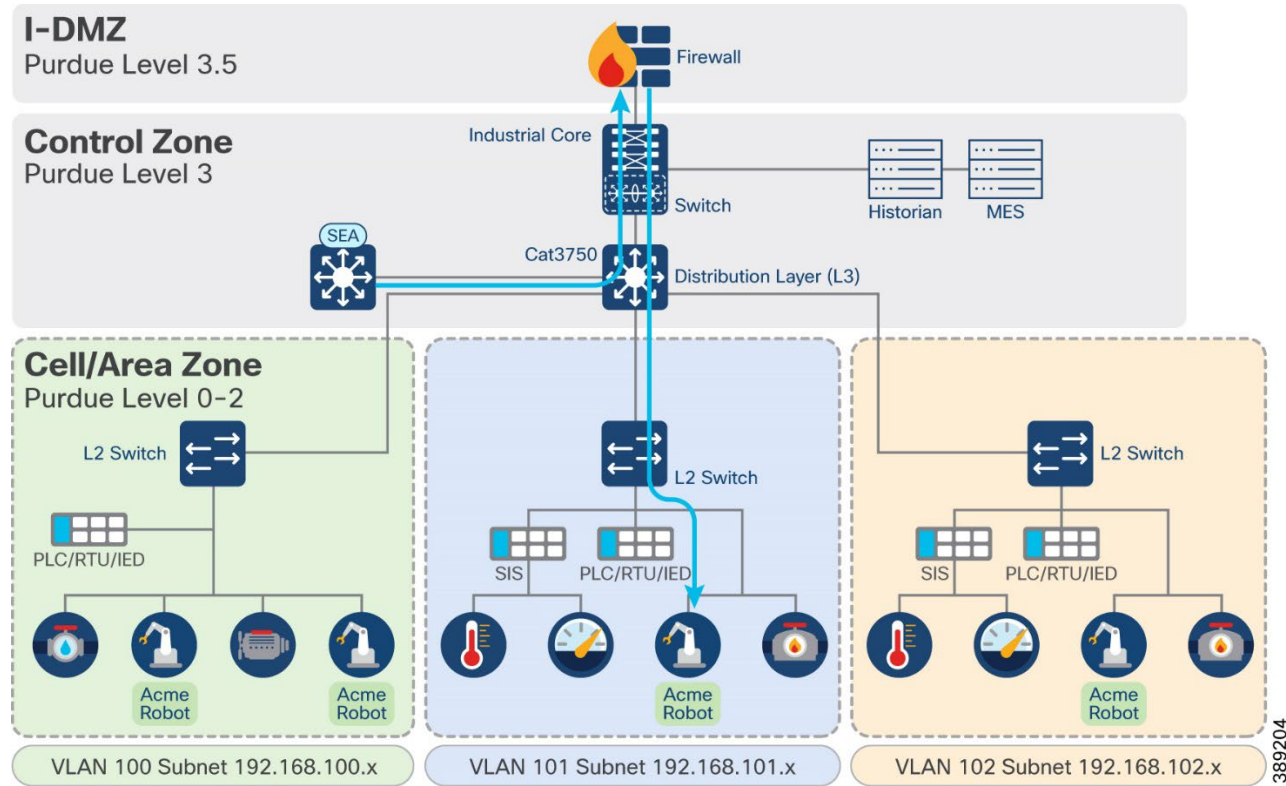 I-DMZ
Purdue Level 3.5
Firewall
Control Zone
Purdue Level 3
Industrial Core
Switch
Historian
MES
SEA
Cat3750
Distribution Layer (L3)
Cell/Area Zone
Purdue Level 0-2
L2 Switch
PLC/RTU/IED
Acme
Robot
Acme
Robot
L2 Switch
SIS
PLC/RTU/IED
Acme
Robot
L2 Switch
SIS
PLC/RTU/IED
Acme
Robot
VLAN 100 Subnet 192.168.100.x
VLAN 101 Subnet 192.168.101.x
VLAN 102 Subnet 192.168.102.x
389204